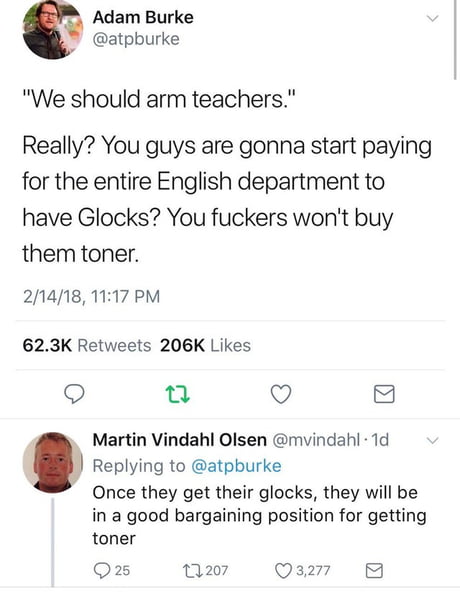 Adam Burke
@atpburke
"We should arm teachers."
Really? You guys are gonna start paying
for the entire English department to
have Glocks? You fuckers won't buy
them toner.
2/14/18, 11:17 PM
62.3K Retweets 206K Likes
Martin Vindahl Olsen @mvindahl · 1d
Replying to @atpburke
Once they get their glocks, they will be
in a good bargaining position for getting
toner
25 207 3,277